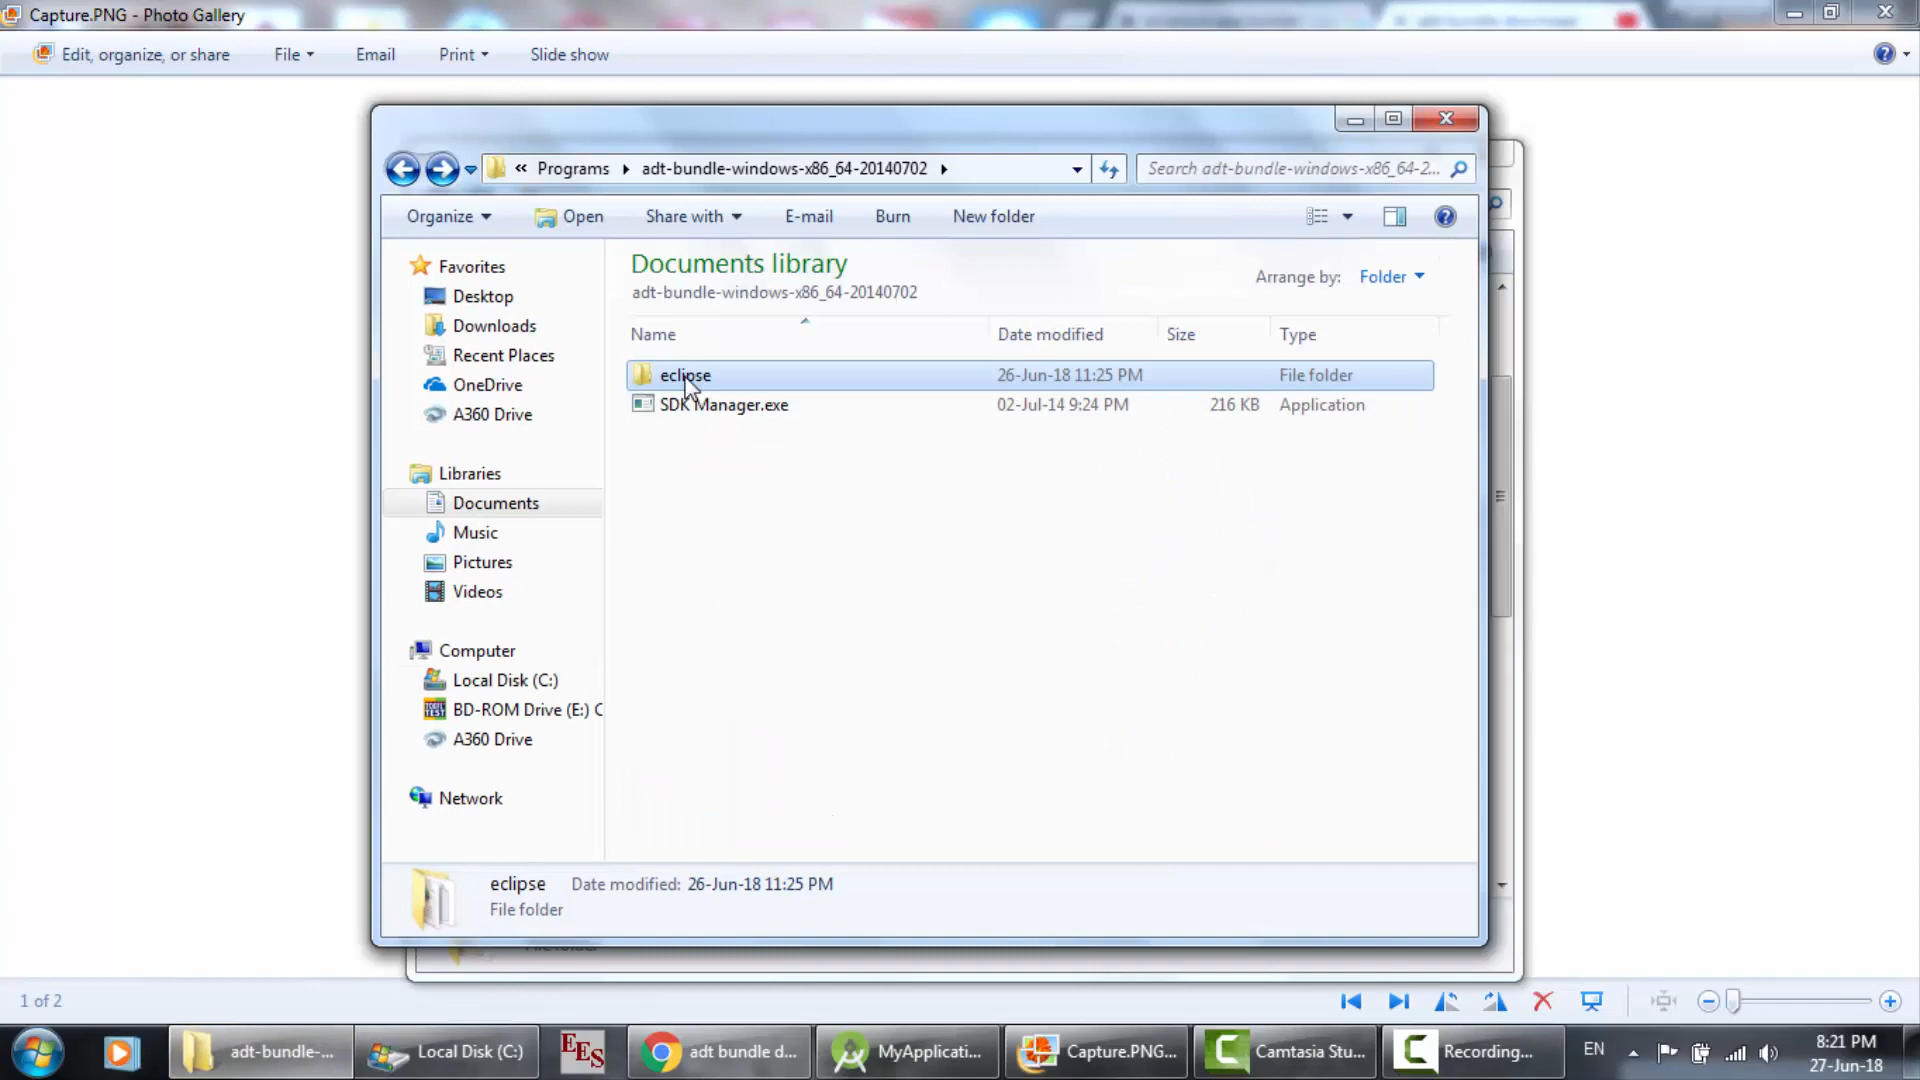 Capture.PNG - Photo Gallery
Edit, organize, or share File Email Print Slide show
« Programs adt-bundle-windows-x86_64-20140702 Search adt-bundle-windows-x86_64-2...
Organize Open Share with E-mail Burn New folder
Favorites
Desktop
Downloads
Recent Places
OneDrive
A360 Drive
Libraries
Documents
Music
Pictures
Videos
Computer
Local Disk (C:)
BD-ROM Drive (E:) C
A360 Drive
Network
Documents library
adt-bundle-windows-x86_64-20140702
Arrange by: Folder
Name Date modified Size Type
eclipse 26-Jun-18 11:25 PM File folder
SDK Manager.exe 02-Jul-14 9:24 PM 216 KB Application
eclipse Date modified: 26-Jun-18 11:25 PM
File folder
1 of 2
adt-bundle-... Local Disk (C:) EES adt bundle d... MyApplicati... Capture.PNG... Camtasia Stu... Recording... EN 8:21 PM
27-Jun-18